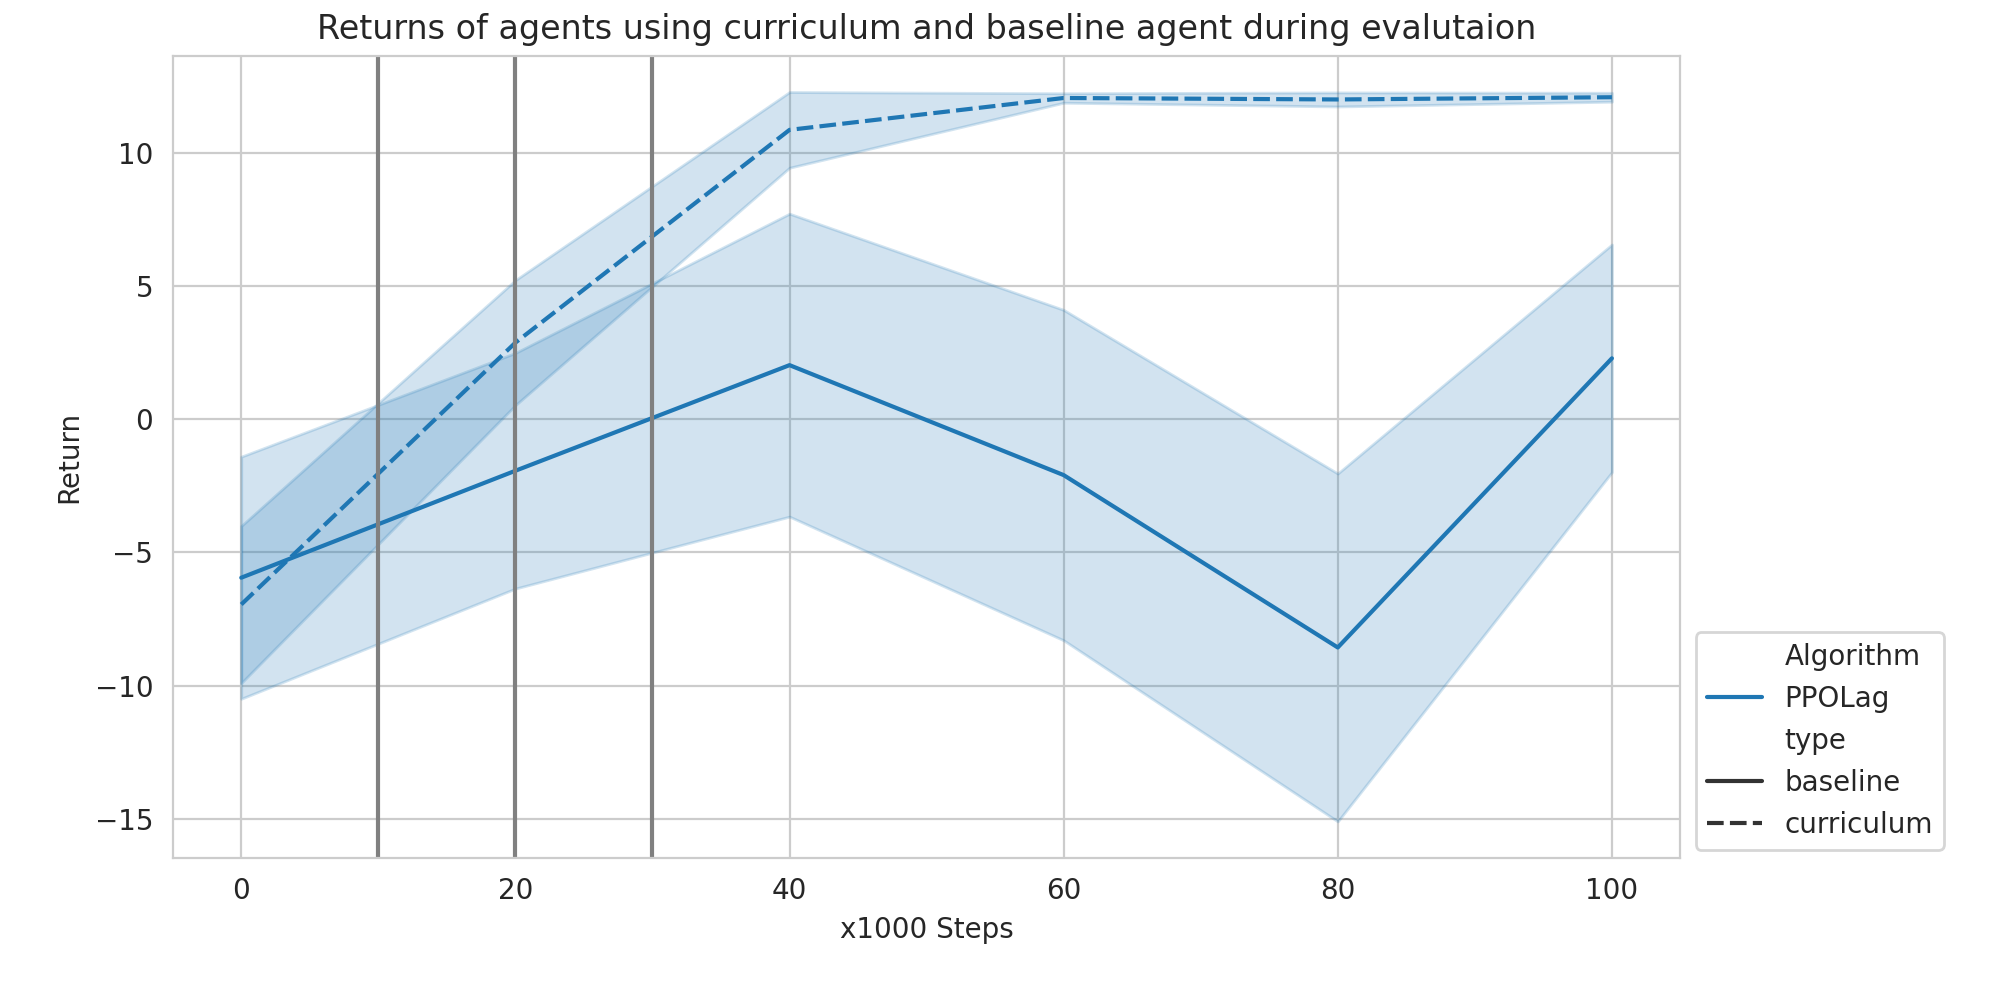 Returns of agents using curriculum and baseline agent during evalutaion
10
5
0
−5
−10
−15
Return
0 20 40 60 80 100
x1000 Steps
Algorithm
PPOLag
type
baseline
curriculum